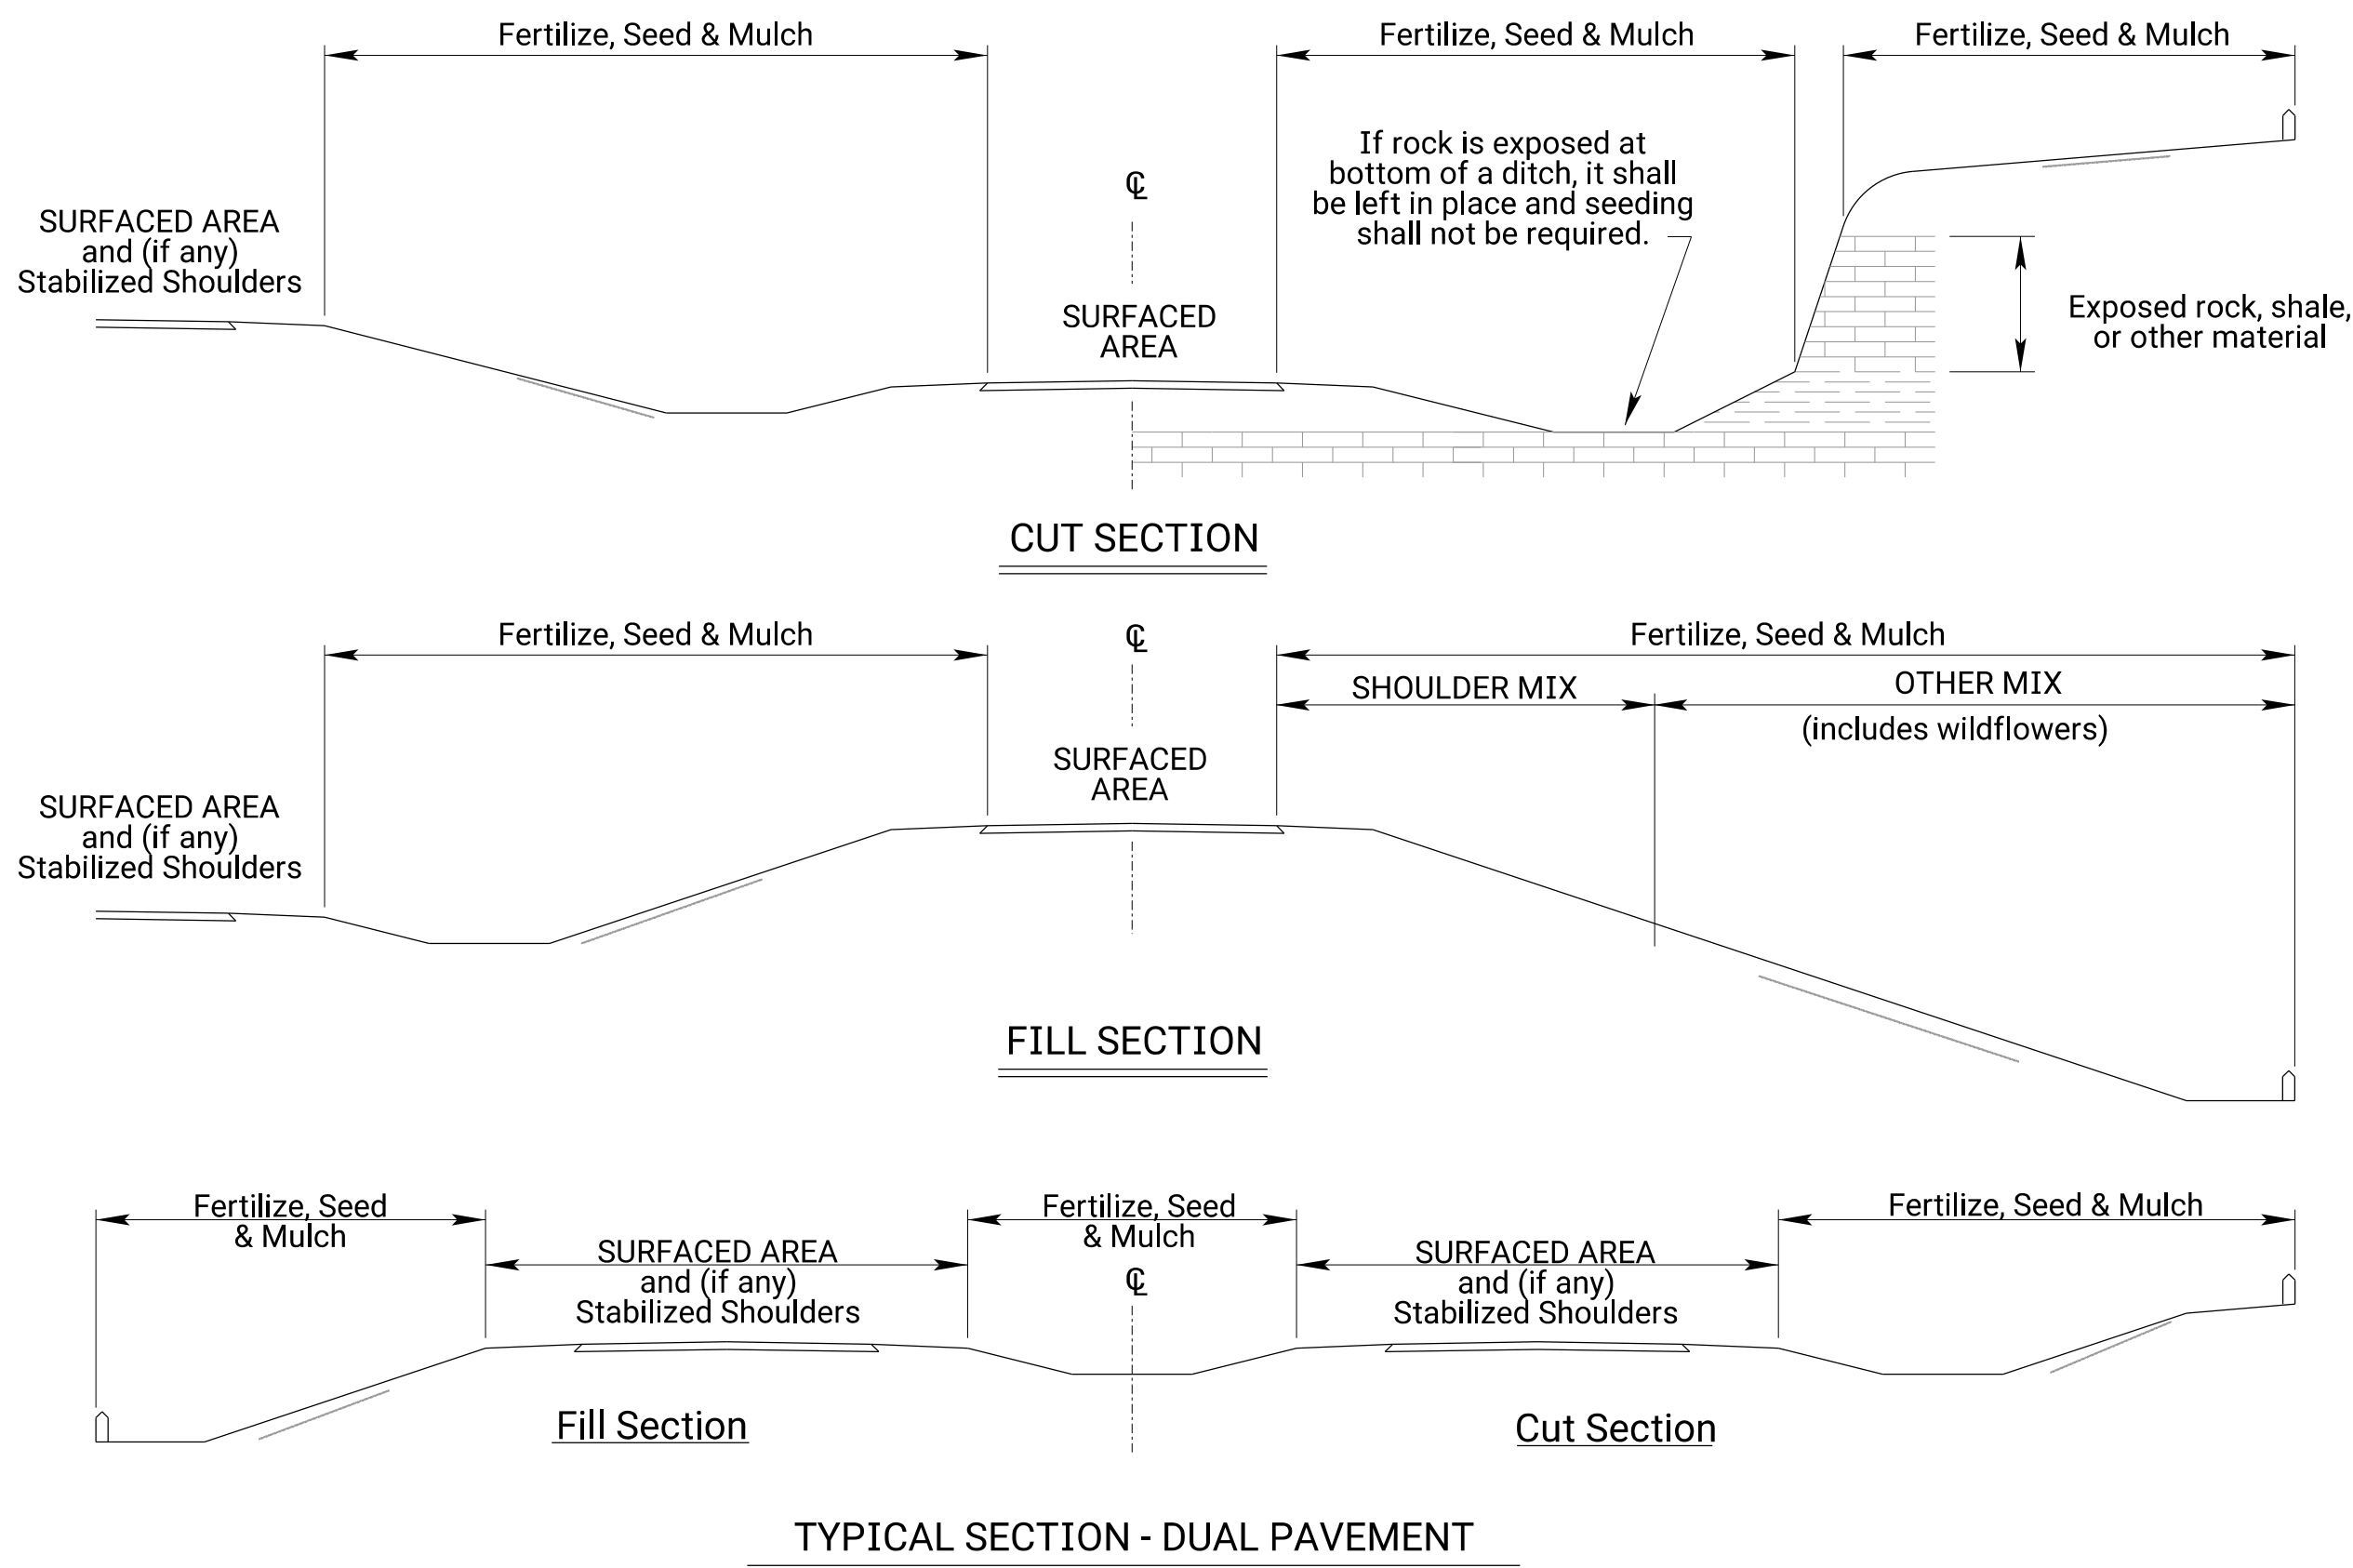 Fertilize, Seed & Mulch
Fertilize, Seed & Mulch
Fertilize, Seed & Mulch
If rock is exposed at
bottom of a ditch, it shall
be left in place and seeding
shall not be required.
℄
SURFACED AREA
and (if any)
Stabilized Shoulders
SURFACED
AREA
Exposed rock, shale,
or other material
CUT SECTION
Fertilize, Seed & Mulch
℄
Fertilize, Seed & Mulch
SHOULDER MIX
OTHER MIX
(includes wildflowers)
SURFACED
AREA
SURFACED AREA
and (if any)
Stabilized Shoulders
FILL SECTION
Fertilize, Seed
& Mulch
SURFACED AREA
and (if any)
Stabilized Shoulders
Fertilize, Seed
& Mulch
℄
SURFACED AREA
and (if any)
Stabilized Shoulders
Fertilize, Seed & Mulch
Fill Section
Cut Section
TYPICAL SECTION - DUAL PAVEMENT